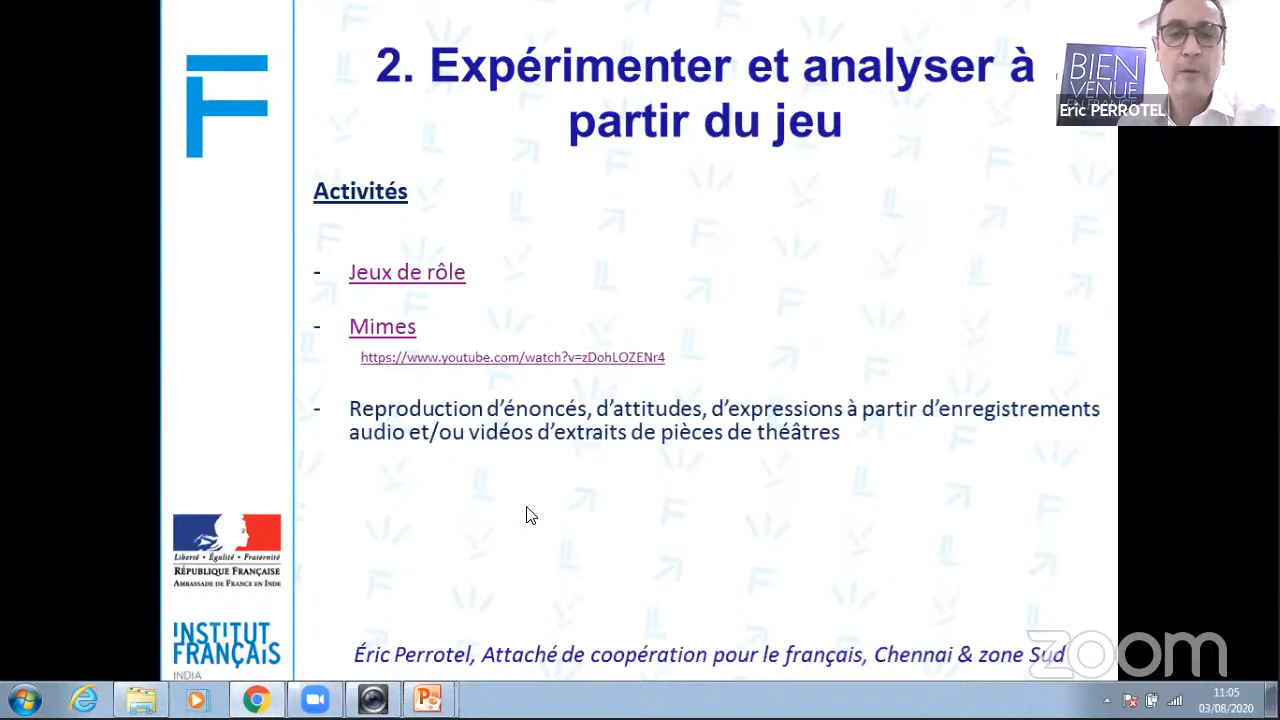 2. Expérimenter et analyser à
partir du jeu
BIEN
VENUE
EN FRANCE
Eric PERROTEL
Activités
- Jeux de rôle
- Mimes
https://www.youtube.com/watch?v=zDohLOZENr4
- Reproduction d’énoncés, d’attitudes, d’expressions à partir d’enregistrements
audio et/ou vidéos d’extraits de pièces de théâtres
Liberté • Égalité • Fraternité
RÉPUBLIQUE FRANÇAISE
AMBASSADE DE FRANCE EN INDE
INSTITUT
FRANÇAIS
INDIA
Éric Perrotel, Attaché de coopération pour le français, Chennai & zone Sud
zoom
11:05
03/08/2020